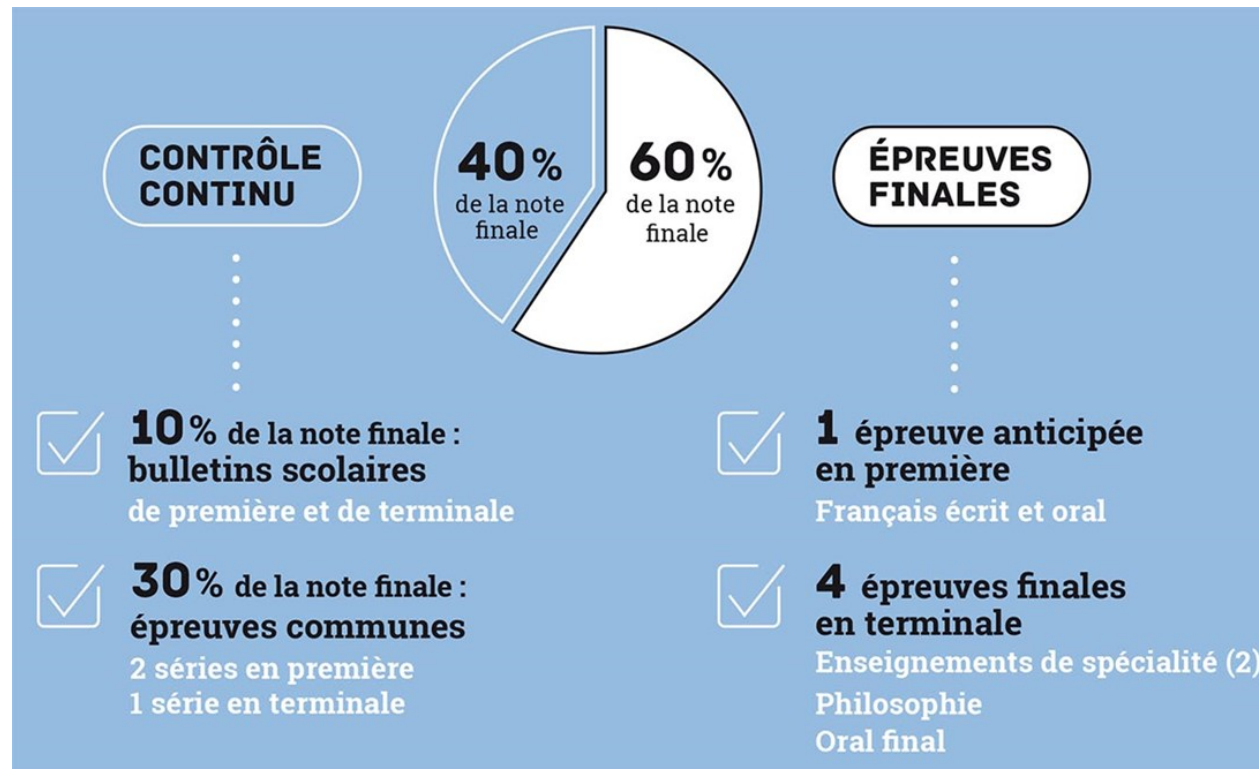 CONTRÔLE
CONTINU
40 %
de la note
finale
60 %
de la note
finale
ÉPREUVES
FINALES
10 % de la note finale :
bulletins scolaires
de première et de terminale
30 % de la note finale :
épreuves communes
2 séries en première
1 série en terminale
1 épreuve anticipée
en première
Français écrit et oral
4 épreuves finales
en terminale
Enseignements de spécialité (2)
Philosophie
Oral final